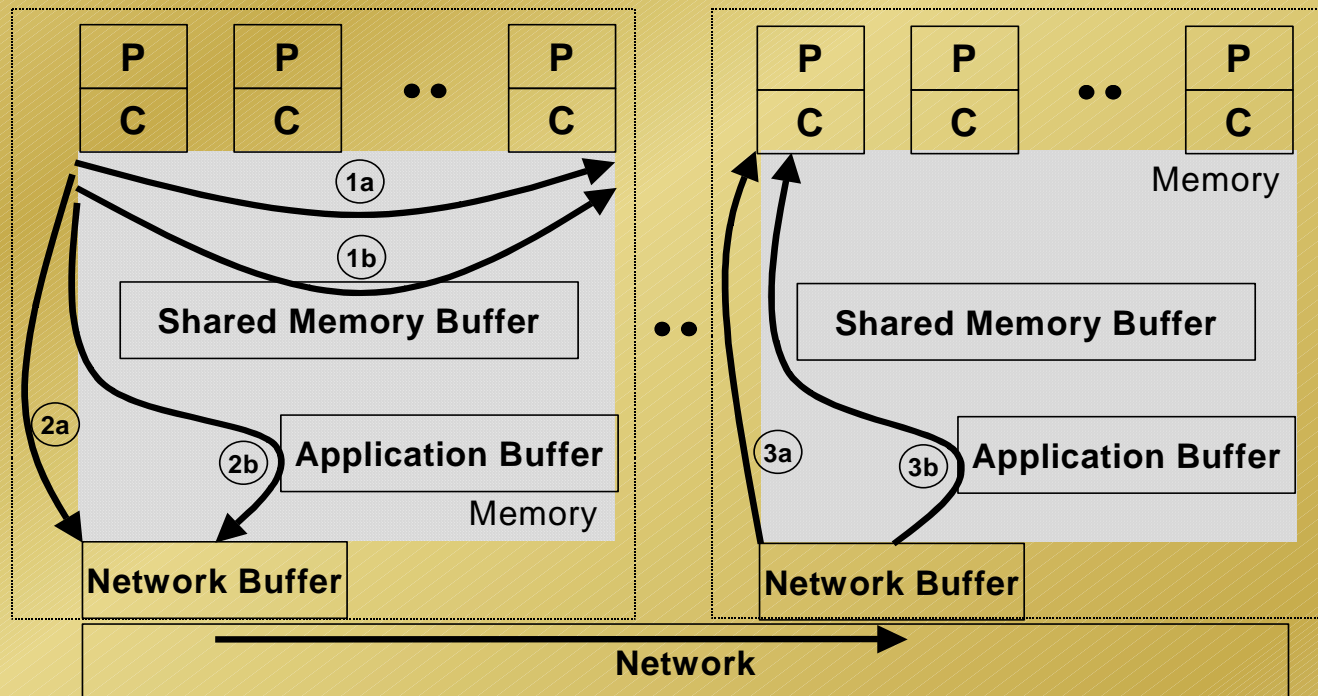 P P P
C C C
1a
1b
Shared Memory Buffer
2a
2b
Application Buffer
Memory
Network Buffer
P P P
C C C
Memory
Shared Memory Buffer
3a
3b
Application Buffer
Network Buffer
Network